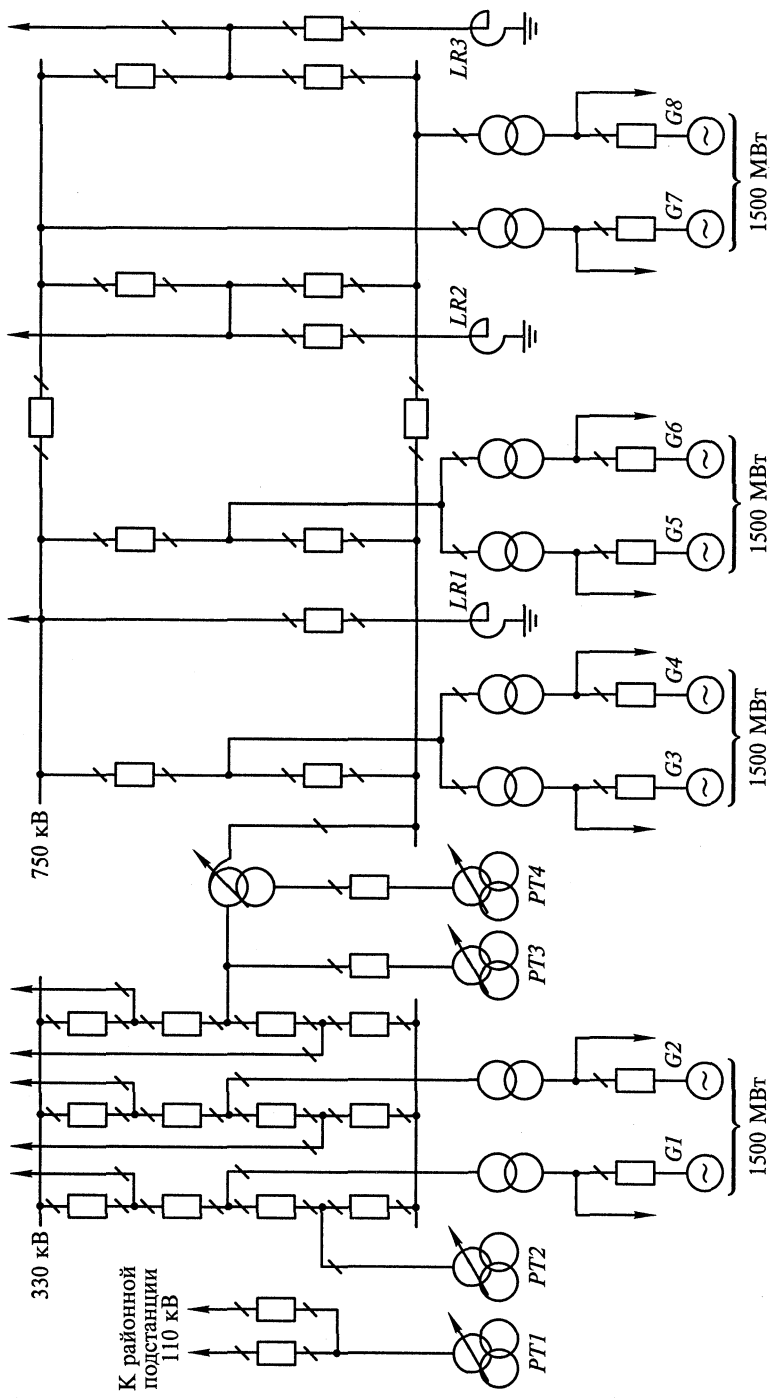 К районной
подстанции
110 кВ
330 кВ
750 кВ
PT1
PT2
PT3
PT4
G1
G2
G3
G4
G5
G6
G7
G8
LR1
LR2
LR3
1500 МВт
1500 МВт
1500 МВт
1500 МВт